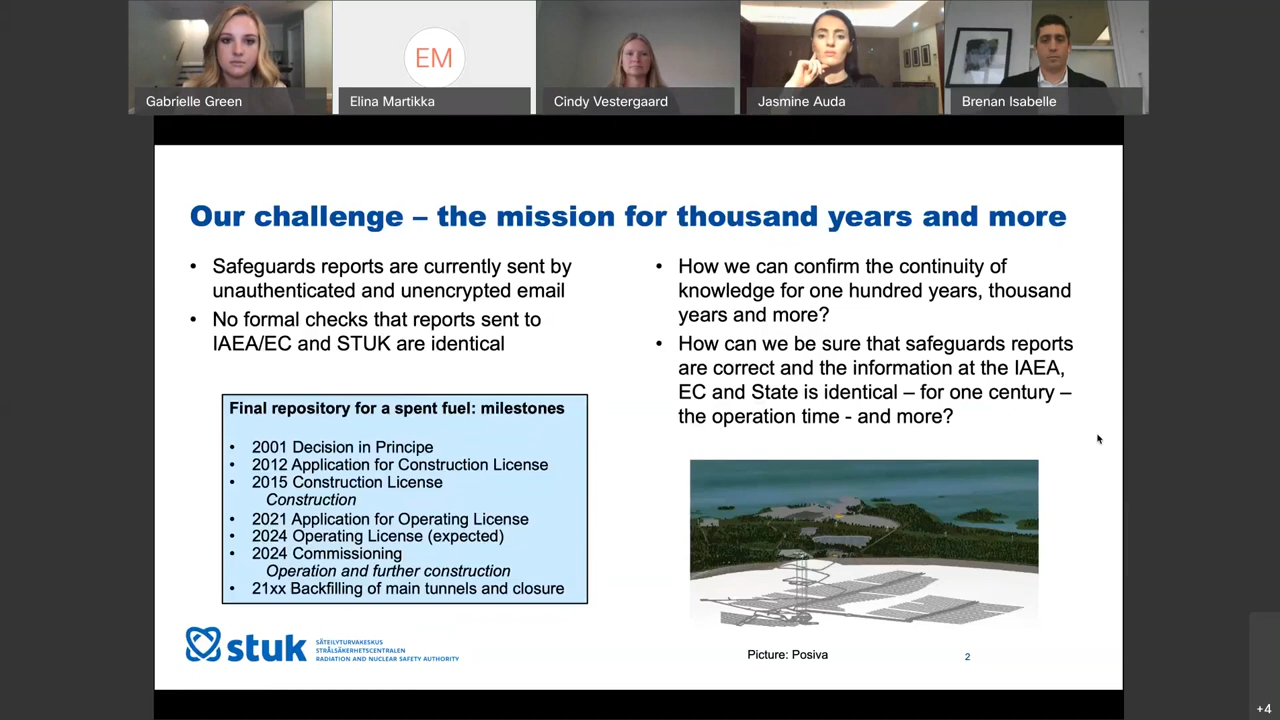 Gabrielle Green
EM
Elina Martikka
Cindy Vestergaard
Jasmine Auda
Brenan Isabelle
Our challenge – the mission for thousand years and more
• Safeguards reports are currently sent by
unauthenticated and unencrypted email
• No formal checks that reports sent to
IAEA/EC and STUK are identical
Final repository for a spent fuel: milestones
• 2001 Decision in Principe
• 2012 Application for Construction License
• 2015 Construction License
Construction
• 2021 Application for Operating License
• 2024 Operating License (expected)
• 2024 Commissioning
Operation and further construction
• 21xx Backfilling of main tunnels and closure
• How we can confirm the continuity of
knowledge for one hundred years, thousand
years and more?
• How can we be sure that safeguards reports
are correct and the information at the IAEA,
EC and State is identical – for one century –
the operation time - and more?
stuk
SÄTEILYTURVAKESKUS
STRÅLSÄKERHETSCENTRALEN
RADIATION AND NUCLEAR SAFETY AUTHORITY
Picture: Posiva
2
+4